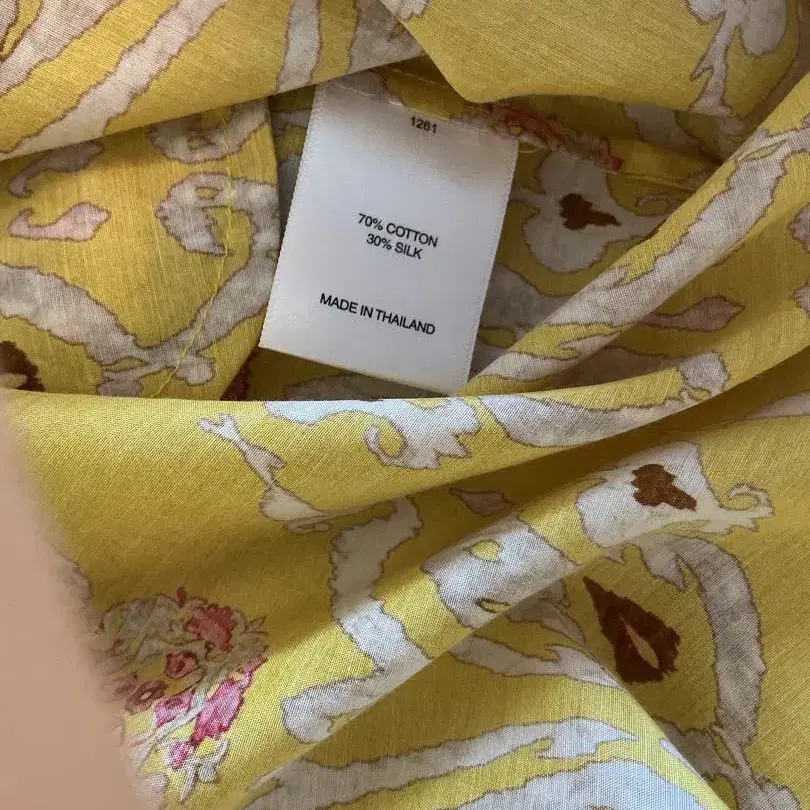 1261
70% COTTON
30% SILK
MADE IN THAILAND